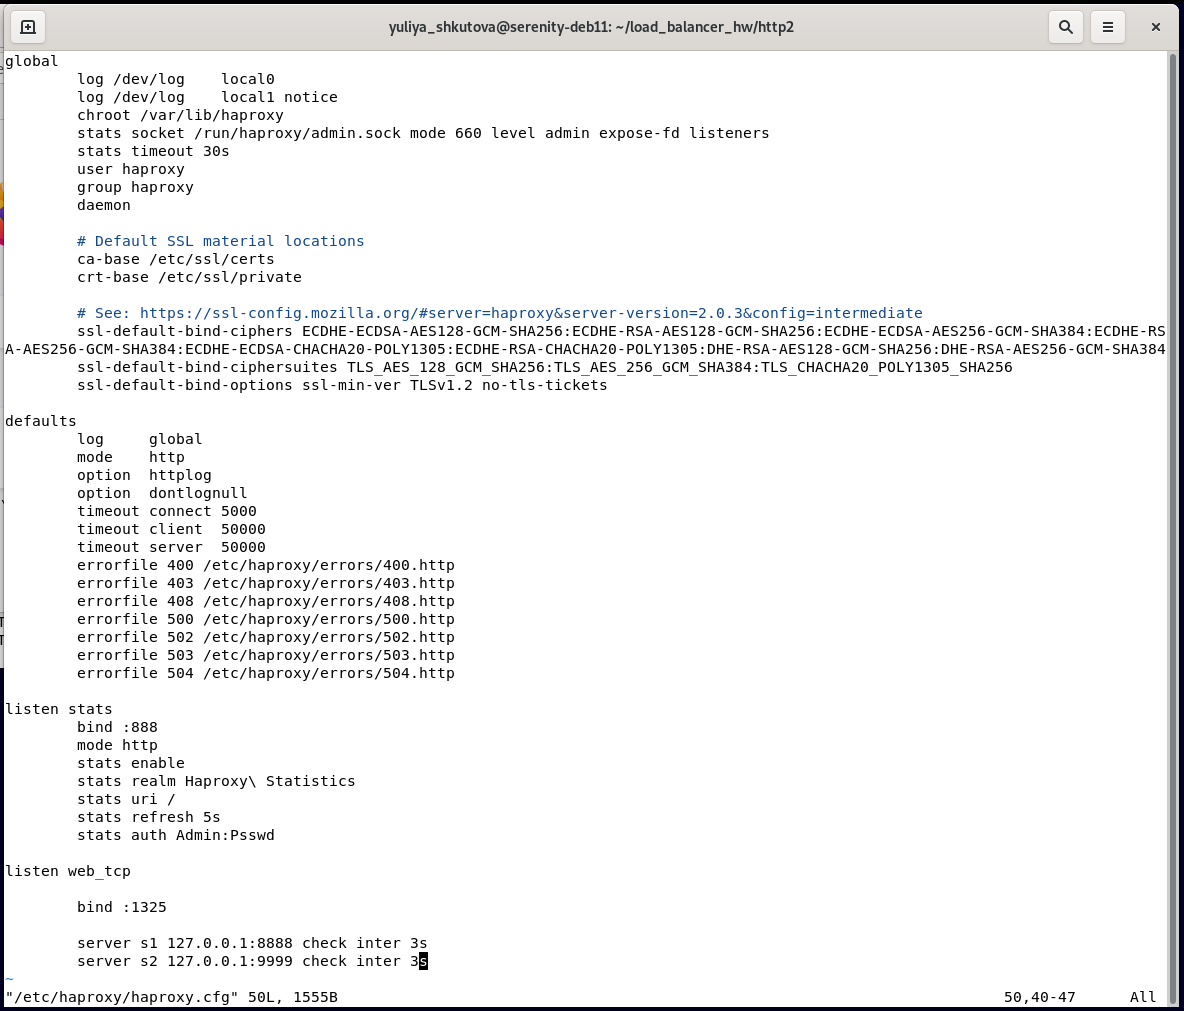 yuliya_shkutova@serenity-deb11: ~/load_balancer_hw/http2
global
        log /dev/log    local0
        log /dev/log    local1 notice
        chroot /var/lib/haproxy
        stats socket /run/haproxy/admin.sock mode 660 level admin expose-fd listeners
        stats timeout 30s
        user haproxy
        group haproxy
        daemon

        # Default SSL material locations
        ca-base /etc/ssl/certs
        crt-base /etc/ssl/private

        # See: https://ssl-config.mozilla.org/#server=haproxy&server-version=2.0.3&config=intermediate
        ssl-default-bind-ciphers ECDHE-ECDSA-AES128-GCM-SHA256:ECDHE-RSA-AES128-GCM-SHA256:ECDHE-ECDSA-AES256-GCM-SHA384:ECDHE-RS
A-AES256-GCM-SHA384:ECDHE-ECDSA-CHACHA20-POLY1305:ECDHE-RSA-CHACHA20-POLY1305:DHE-RSA-AES128-GCM-SHA256:DHE-RSA-AES256-GCM-SHA384
        ssl-default-bind-ciphersuites TLS_AES_128_GCM_SHA256:TLS_AES_256_GCM_SHA384:TLS_CHACHA20_POLY1305_SHA256
        ssl-default-bind-options ssl-min-ver TLSv1.2 no-tls-tickets

defaults
        log     global
        mode    http
        option  httplog
        option  dontlognull
        timeout connect 5000
        timeout client  50000
        timeout server  50000
        errorfile 400 /etc/haproxy/errors/400.http
        errorfile 403 /etc/haproxy/errors/403.http
        errorfile 408 /etc/haproxy/errors/408.http
        errorfile 500 /etc/haproxy/errors/500.http
        errorfile 502 /etc/haproxy/errors/502.http
        errorfile 503 /etc/haproxy/errors/503.http
        errorfile 504 /etc/haproxy/errors/504.http

listen stats
        bind :888
        mode http
        stats enable
        stats realm Haproxy\ Statistics
        stats uri /
        stats refresh 5s
        stats auth Admin:Psswd

listen web_tcp

        bind :1325

        server s1 127.0.0.1:8888 check inter 3s
        server s2 127.0.0.1:9999 check inter 3s
~
"/etc/haproxy/haproxy.cfg" 50L, 1555B    50,40-47    All